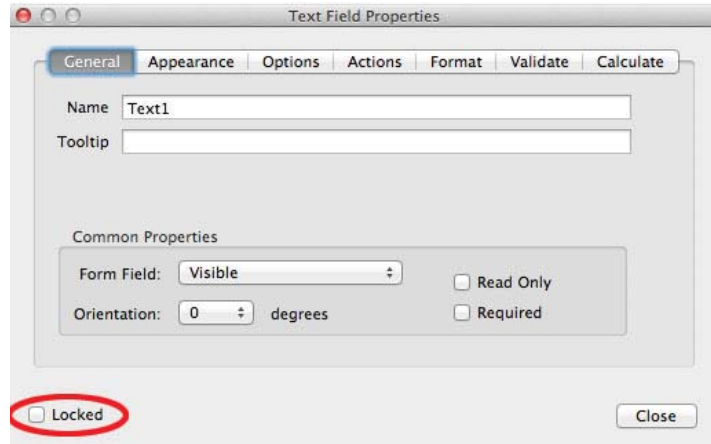 Text Field Properties
General Appearance Options Actions Format Validate Calculate
Name Text1
Tooltip
Common Properties
Form Field: Visible
Read Only
Orientation: 0 degrees
Required
Locked
Close